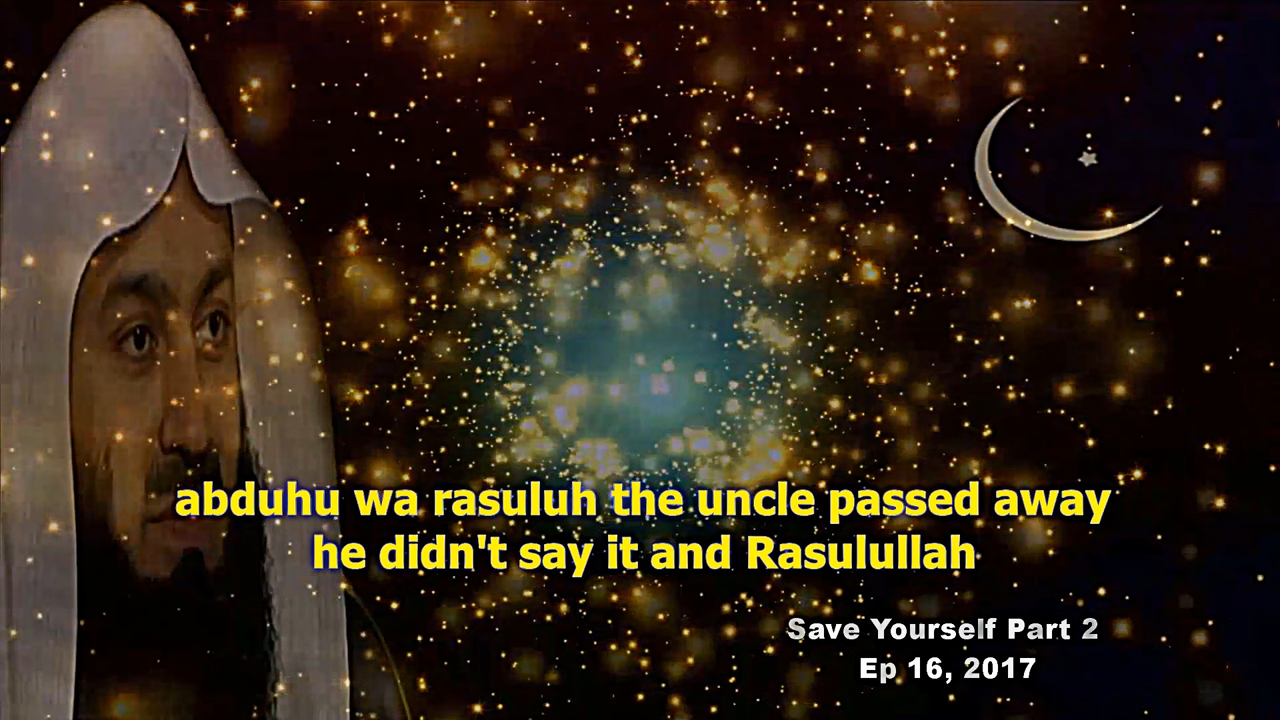 abduhu wa rasuluh the uncle passed away
he didn't say it and Rasulullah
Save Yourself Part 2
Ep 16, 2017